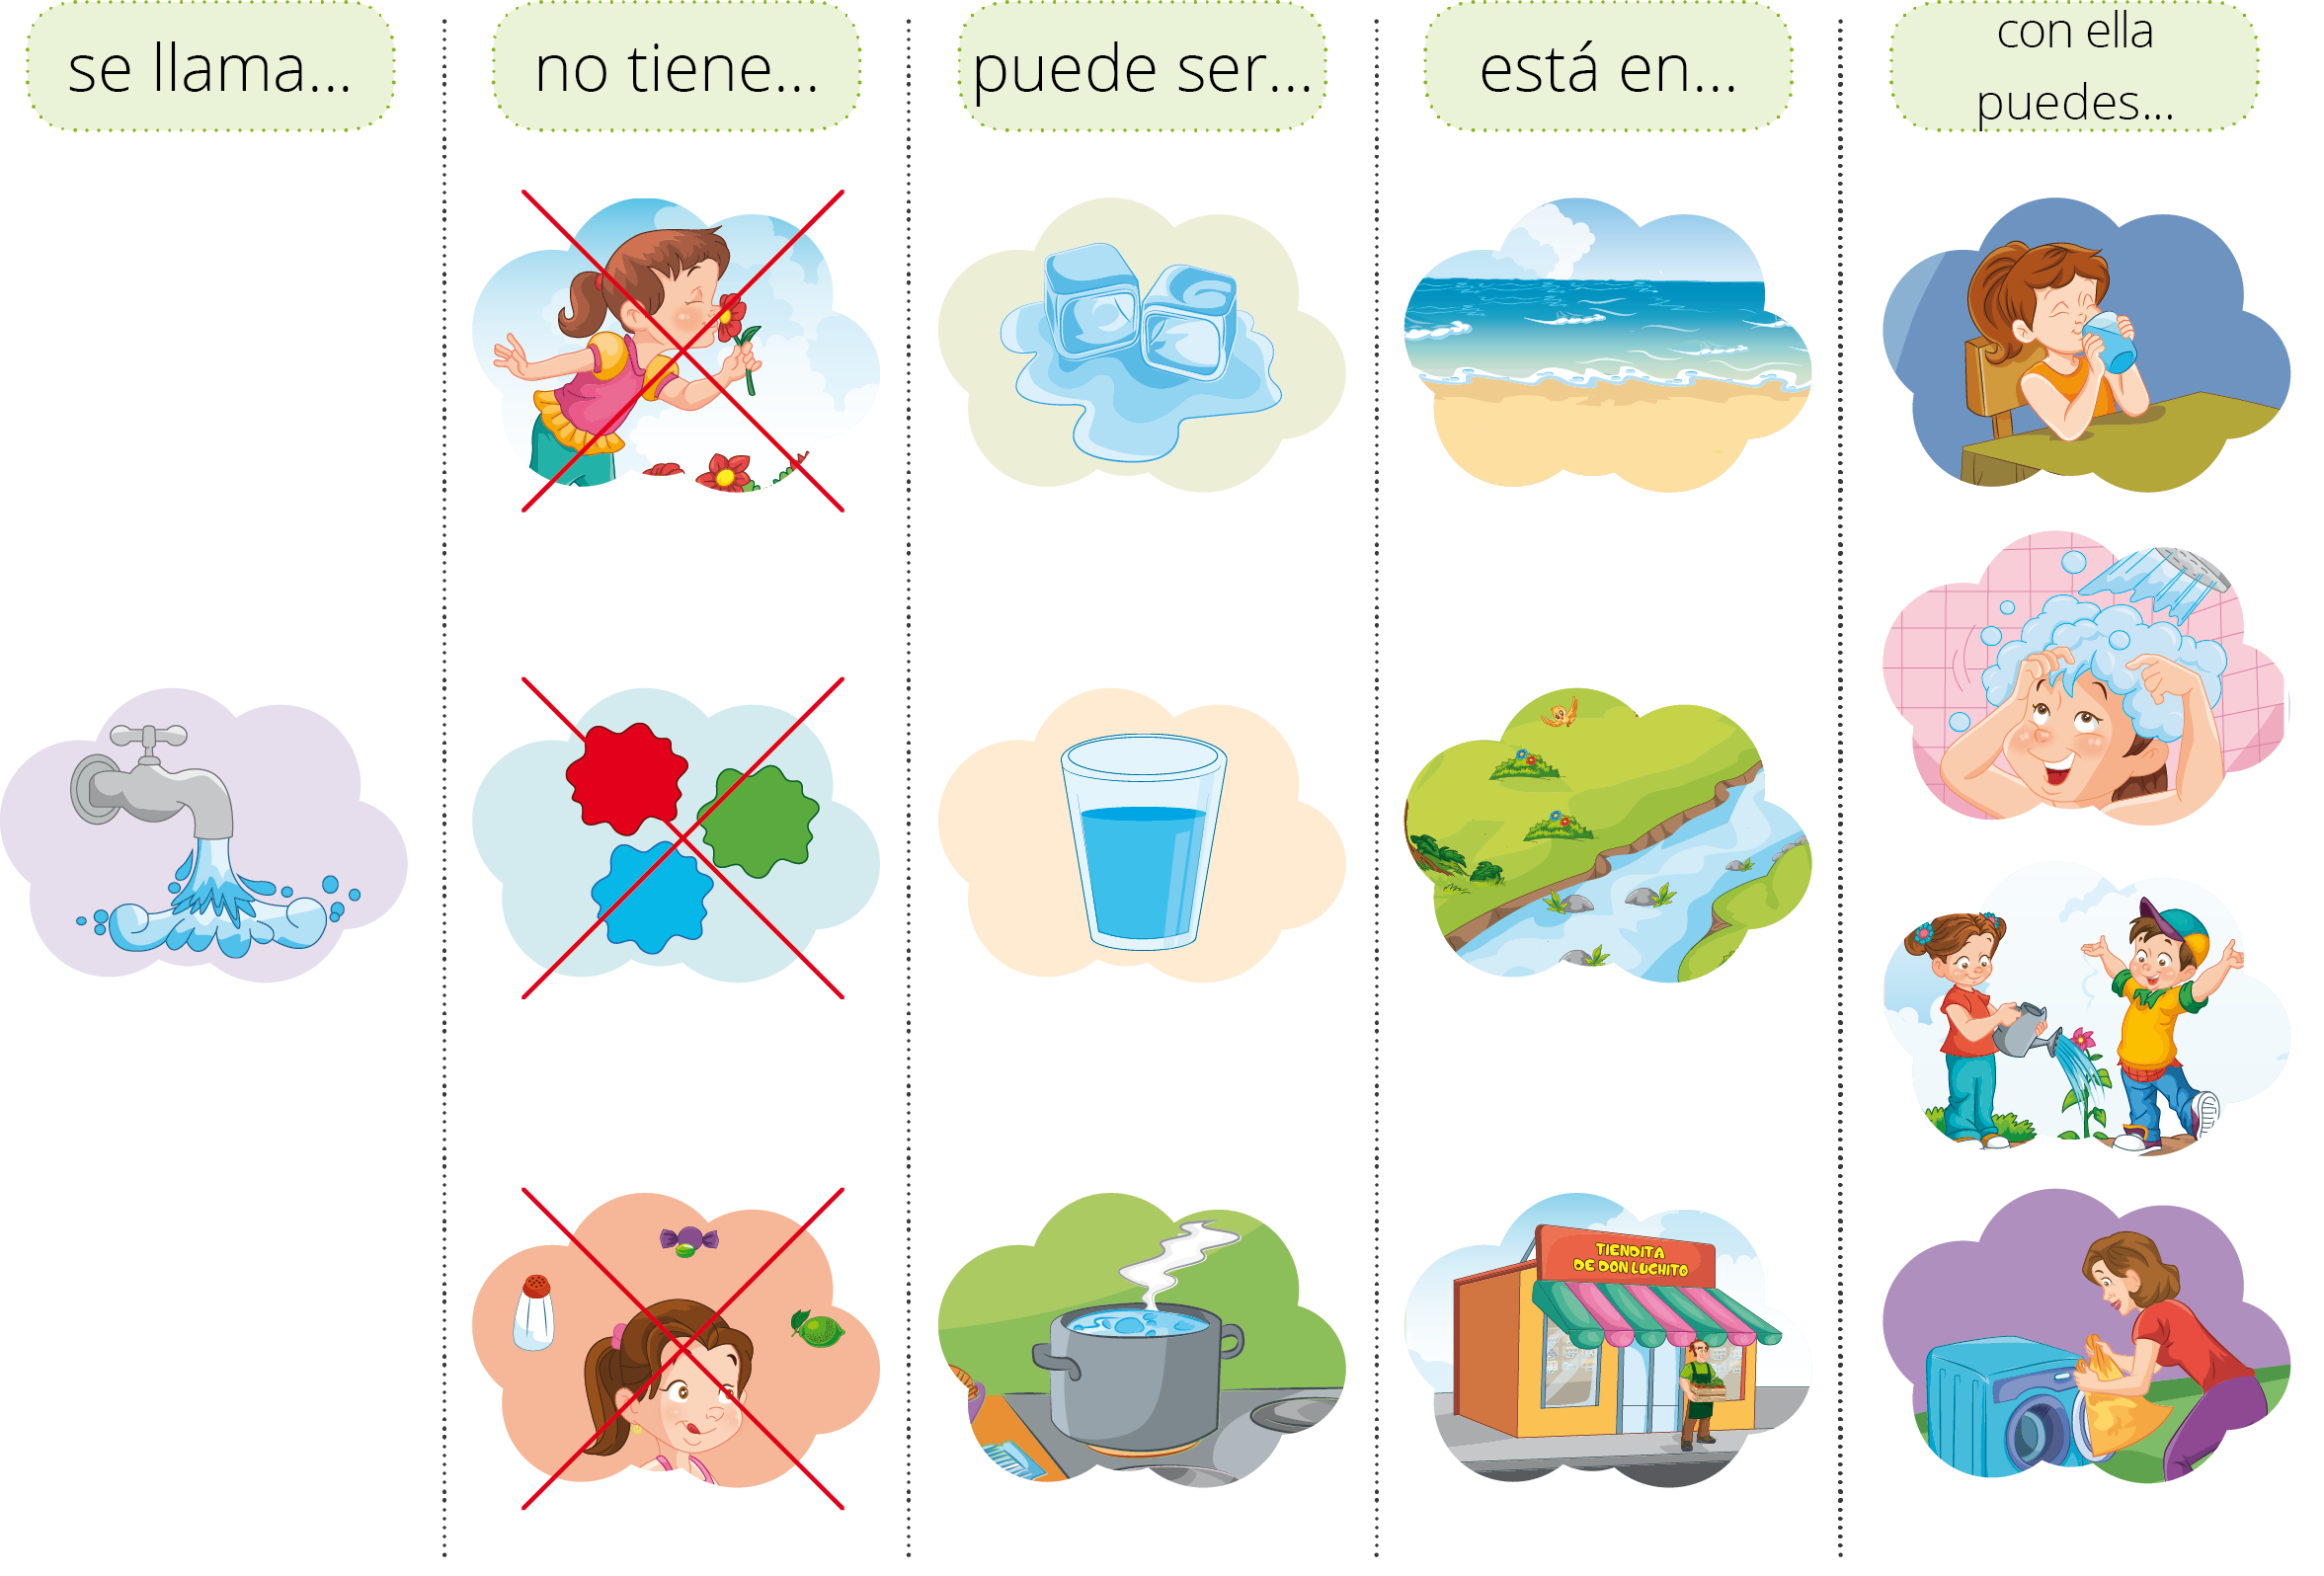 se llama...
no tiene...
puede ser...
está en...
con ella
puedes...
TIENDITA
DE DON LUCHITO